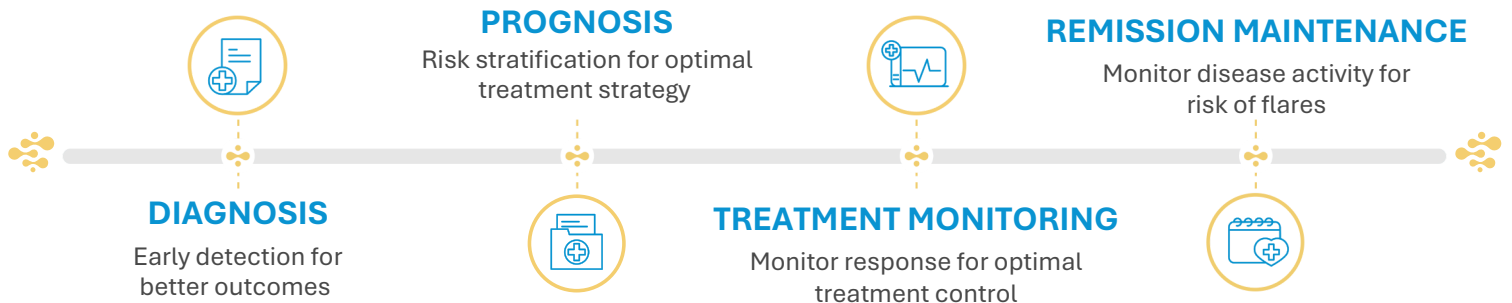 DIAGNOSIS
Early detection for
better outcomes
PROGNOSIS
Risk stratification for optimal
treatment strategy
TREATMENT MONITORING
Monitor response for optimal
treatment control
REMISSION MAINTENANCE
Monitor disease activity for
risk of flares